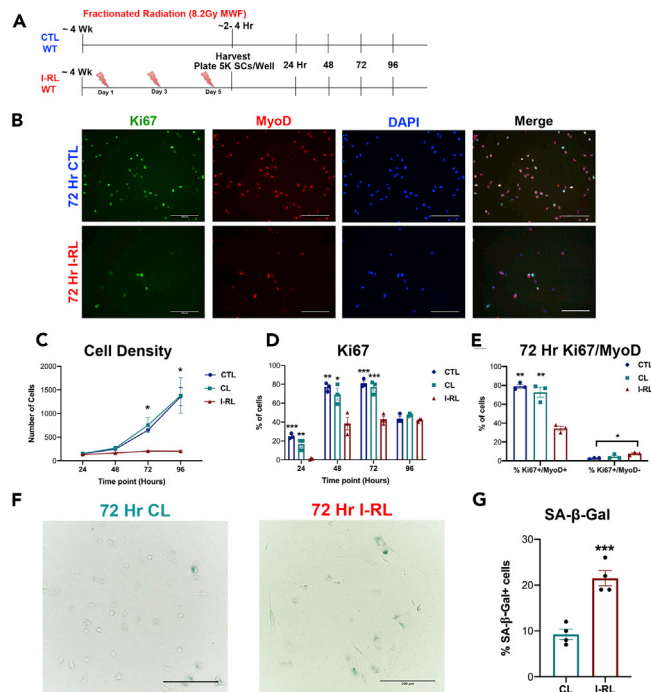 A
Fractionated Radiation (8.2Gy MWF)
~ 4 Wk
~2- 4 Hr
CTL
WT
Harvest
Plate 5K SCs/Well
24 Hr 48 72 96
~ 4 Wk
I-RL
WT
Day 1 Day 3 Day 5
B
Ki67 MyoD DAPI Merge
72 Hr CTL
72 Hr I-RL
C
Cell Density
Number of Cells
2000
1500
1000
500
0
* *
24 48 72 96
Time point (Hours)
CTL
CL
I-RL
D
Ki67
% of cells
100
80
60
40
20
0
*** ** ** * *** ***
24 48 72 96
Time point (Hours)
CTL
CL
I-RL
E
72 Hr Ki67/MyoD
% of cells
100
80
60
40
20
0
** ** *
% Ki67+/MyoD+ % Ki67+/MyoD-
CTL
CL
I-RL
F
72 Hr CL 72 Hr I-RL
G
SA-β-Gal
% SA-β-Gal+ cells
30
20
10
0
***
CL I-RL